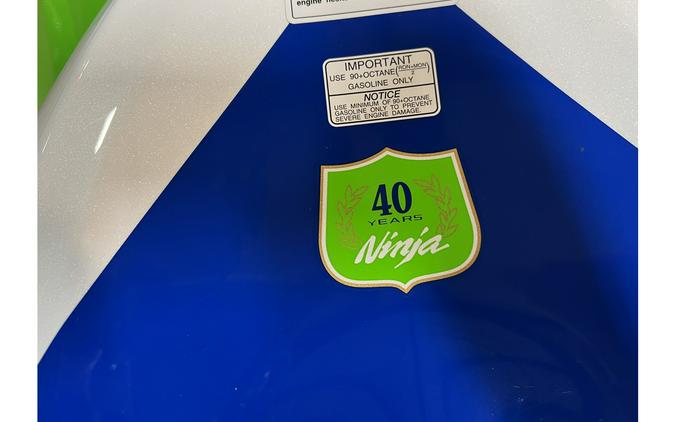 IMPORTANT
USE 90+OCTANE(RON+MON/2)
GASOLINE ONLY
NOTICE
USE MINIMUM OF 90+OCTANE
GASOLINE ONLY TO PREVENT
SEVERE ENGINE DAMAGE.
40
YEARS
Ninja